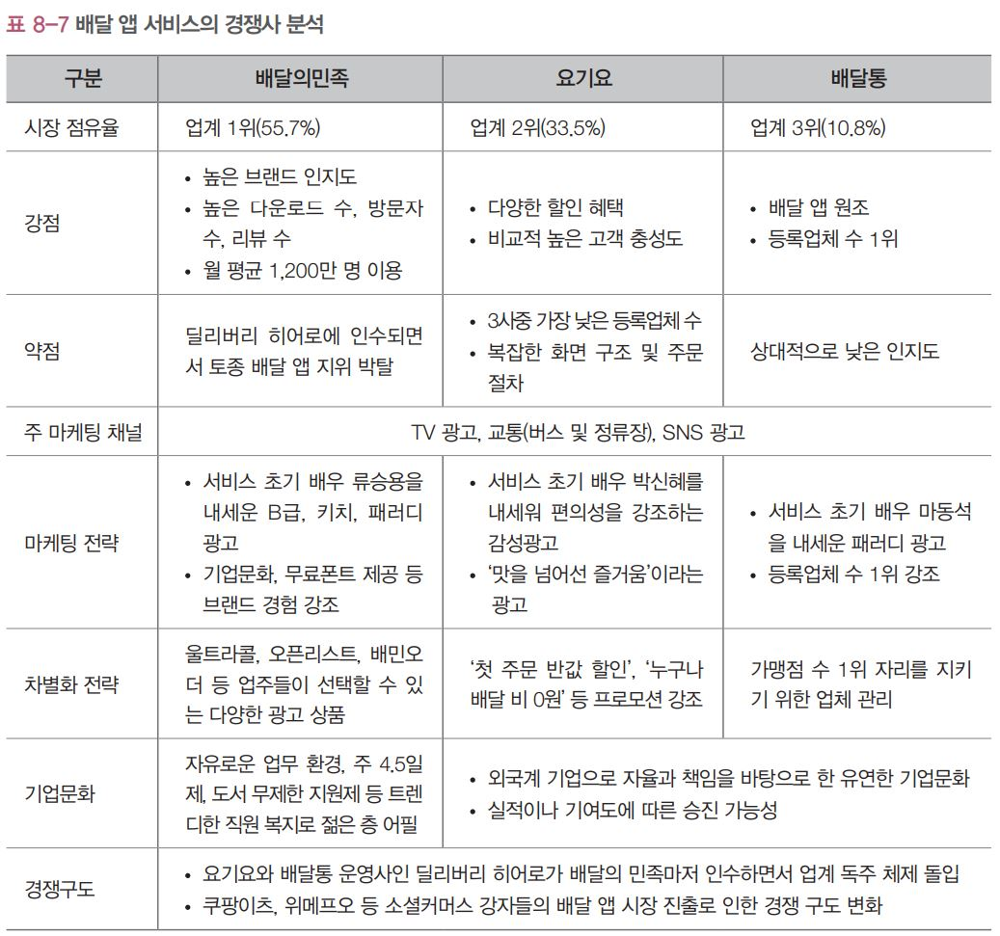 표 8-7 배달 앱 서비스의 경쟁사 분석
구분 배달의민족 요기요 배달통
시장 점유율 업계 1위(55.7%) 업계 2위(33.5%) 업계 3위(10.8%)
강점
• 높은 브랜드 인지도
• 높은 다운로드 수, 방문자
수, 리뷰 수
• 월 평균 1,200만 명 이용
• 다양한 할인 혜택
• 비교적 높은 고객 충성도
• 배달 앱 원조
• 등록업체 수 1위
약점
딜리버리 히어로에 인수되면
서 토종 배달 앱 지위 박탈
• 3사중 가장 낮은 등록업체 수
• 복잡한 화면 구조 및 주문
절차
상대적으로 낮은 인지도
주 마케팅 채널 TV 광고, 교통(버스 및 정류장), SNS 광고
마케팅 전략
• 서비스 초기 배우 류승용을
내세운 B급, 키치, 패러디
광고
• 기업문화, 무료폰트 제공 등
브랜드 경험 강조
• 서비스 초기 배우 박신혜를
내세워 편의성을 강조하는
감성광고
• ‘맛을 넘어선 즐거움’이라는
광고
• 서비스 초기 배우 마동석
을 내세운 패러디 광고
• 등록업체 수 1위 강조
차별화 전략
울트라콜, 오픈리스트, 배민오
더 등 업주들이 선택할 수 있
는 다양한 광고 상품
‘첫 주문 반값 할인’, ‘누구나
배달 비 0원’ 등 프로모션 강조
가맹점 수 1위 자리를 지키
기 위한 업체 관리
기업문화
자유로운 업무 환경, 주 4.5일
제, 도서 무제한 지원제 등 트렌
디한 직원 복지로 젊은 층 어필
• 외국계 기업으로 자율과 책임을 바탕으로 한 유연한 기업문화
• 실적이나 기여도에 따른 승진 가능성
경쟁구도
• 요기요와 배달통 운영사인 딜리버리 히어로가 배달의 민족마저 인수하면서 업계 독주 체제 돌입
• 쿠팡이츠, 위메프오 등 소셜커머스 강자들의 배달 앱 시장 진출로 인한 경쟁 구도 변화